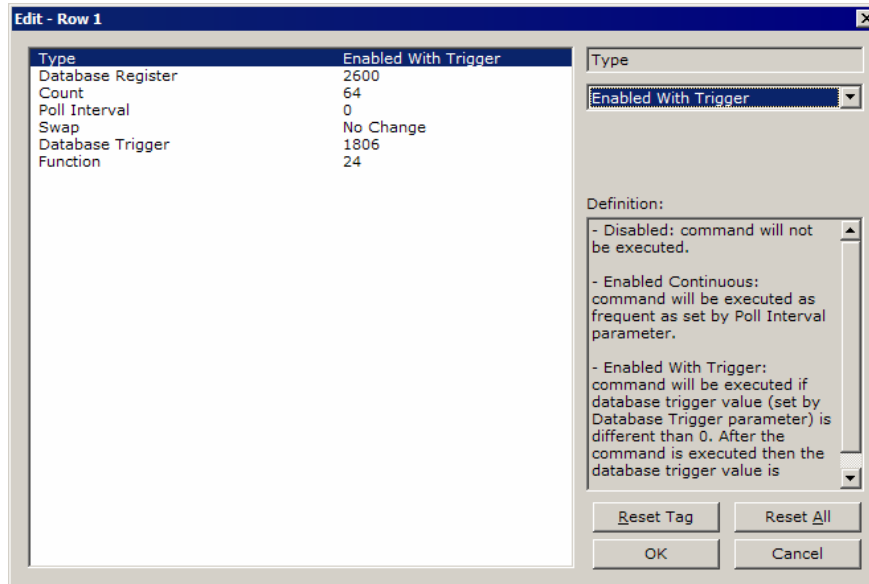 Edit - Row 1
Type Enabled With Trigger
Database Register 2600
Count 64
Poll Interval 0
Swap No Change
Database Trigger 1806
Function 24
Type
Enabled With Trigger
Definition:
- Disabled: command will not
be executed.
- Enabled Continuous:
command will be executed as
frequent as set by Poll Interval
parameter.
- Enabled With Trigger:
command will be executed if
database trigger value (set by
Database Trigger parameter) is
different than 0. After the
command is executed then the
database trigger value is
Reset Tag Reset All
OK Cancel